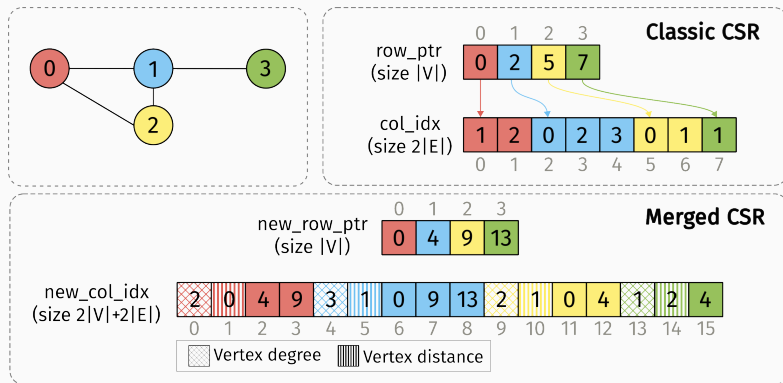 0 1 3
2
Classic CSR
0 1 2 3
row_ptr
(size |V|)
0 2 5 7
col_idx
(size 2|E|)
1 2 0 2 3 0 1 1
0 1 2 3 4 5 6 7
Merged CSR
0 1 2 3
new_row_ptr
(size |V|)
0 4 9 13
new_col_idx
(size 2|V|+2|E|)
2 0 4 9 3 1 0 9 13 2 1 0 4 1 2 4
0 1 2 3 4 5 6 7 8 9 10 11 12 13 14 15
Vertex degree Vertex distance